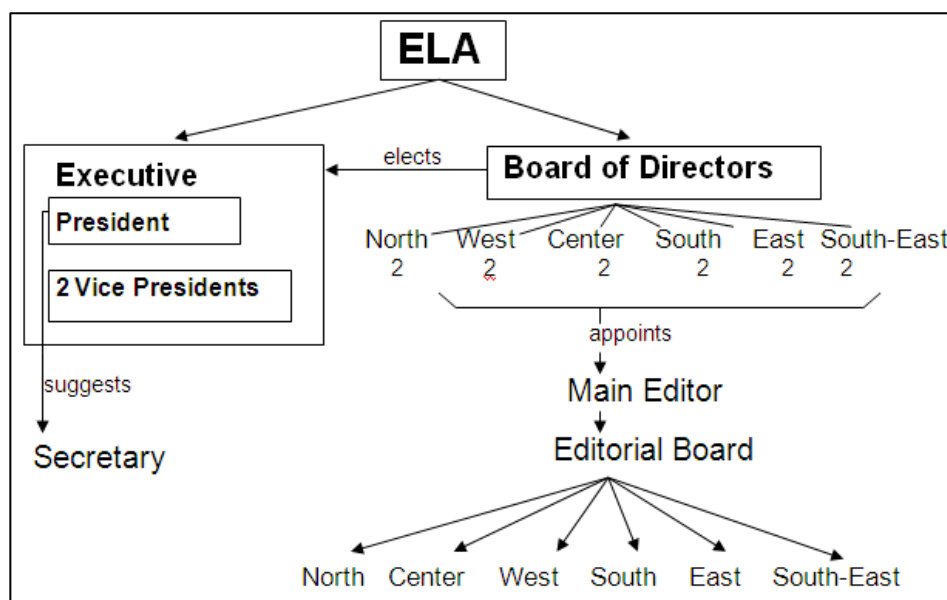 ELA
elects
Executive
President
2 Vice Presidents
suggests
Secretary
Board of Directors
North West Center South East South-East
2 2 2 2 2 2
appoints
Main Editor
Editorial Board
North Center West South East South-East